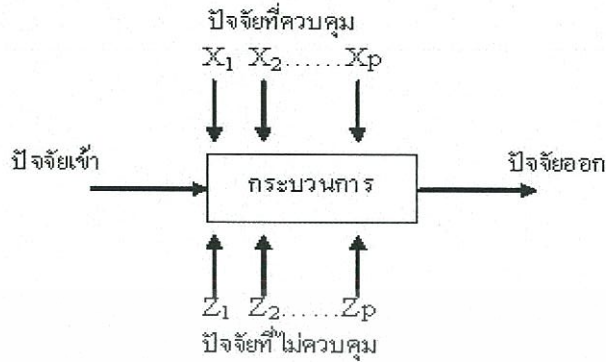 ปัจจัยที่ควบคุม
X1 X2......Xp
ปัจจัยเข้า
กระบวนการ
ปัจจัยออก
Z1 Z2......Zp
ปัจจัยที่ไม่ควบคุม